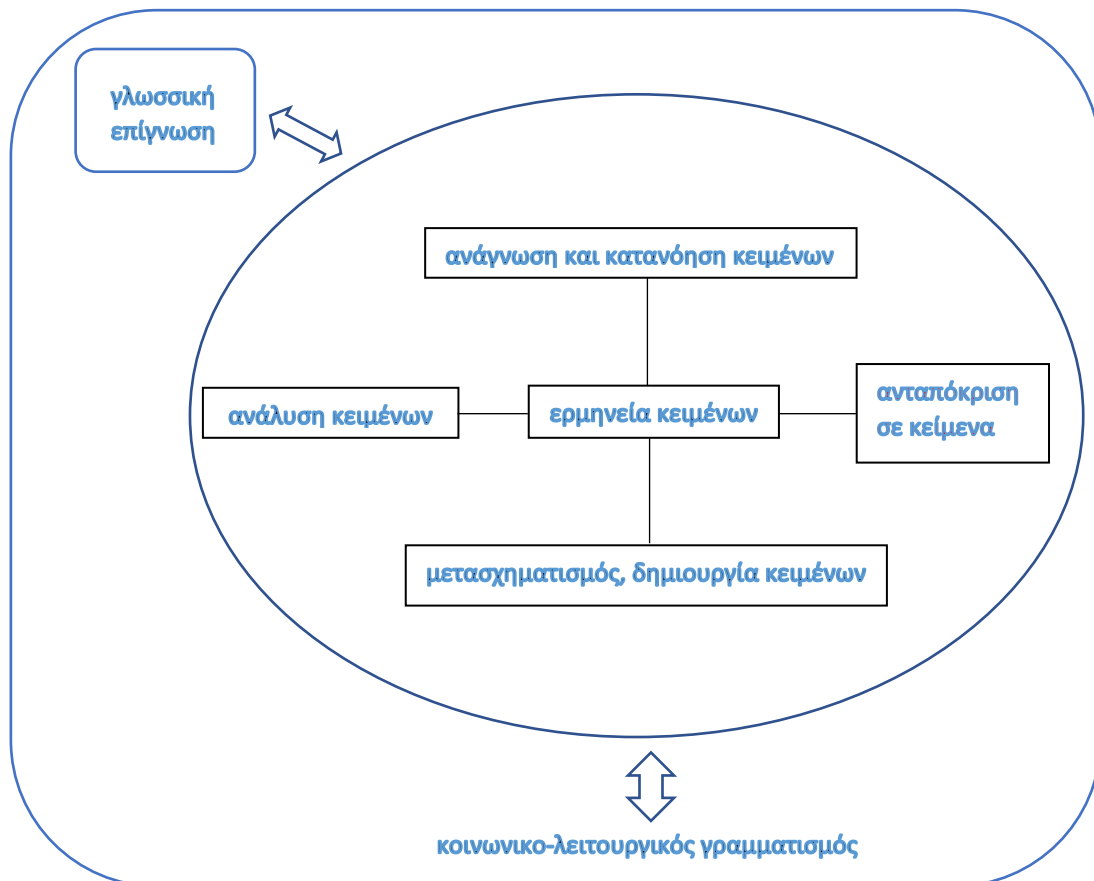 γλωσσική
επίγνωση
ανάγνωση και κατανόηση κειμένων
ανάλυση κειμένων
ερμηνεία κειμένων
ανταπόκριση
σε κείμενα
μετασχηματισμός, δημιουργία κειμένων
κοινωνικο-λειτουργικός γραμματισμός